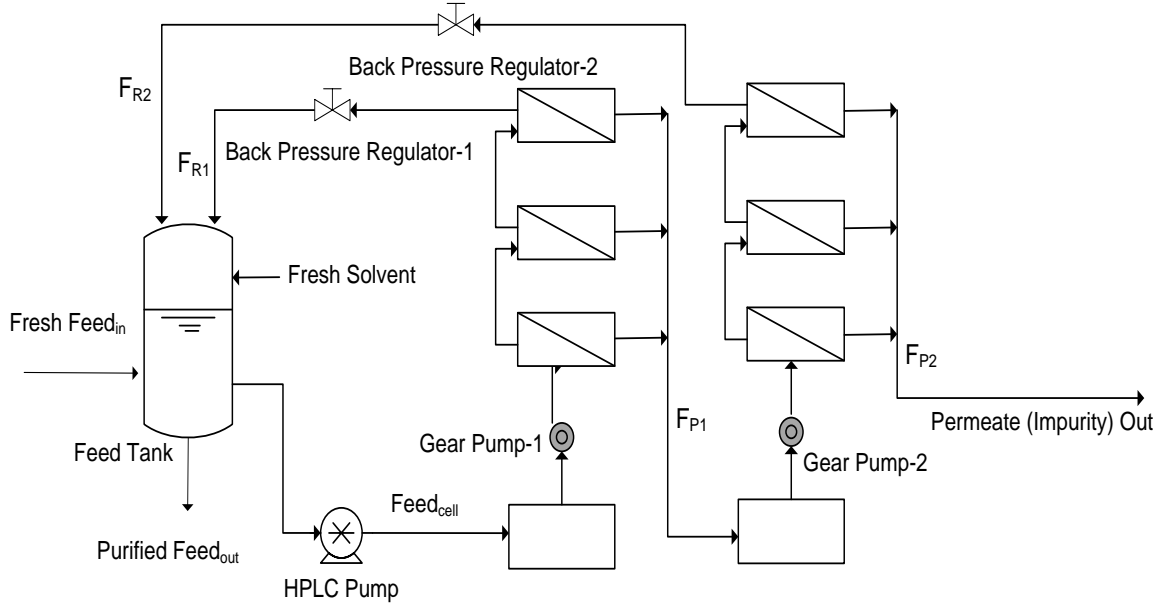 Back Pressure Regulator-2
F_R2
Back Pressure Regulator-1
F_R1
Fresh Solvent
Fresh Feed_in
F_P2
F_P1
Permeate (Impurity) Out
Gear Pump-1
Gear Pump-2
Feed Tank
Feed_cell
Purified Feed_out
HPLC Pump